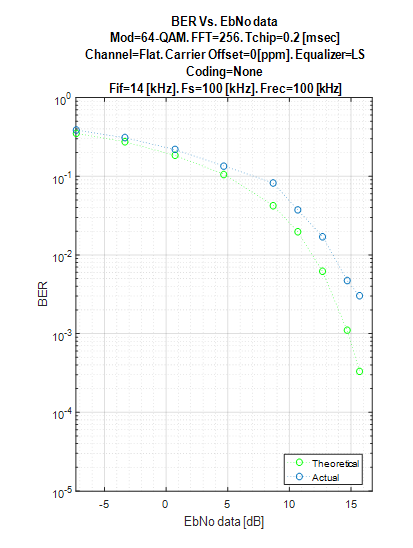 BER Vs. EbNo data
Mod=64-QAM. FFT=256. Tchip=0.2 [msec]
Channel=Flat. Carrier Offset=0[ppm]. Equalizer=LS
Coding=None
Fif=14 [kHz]. Fs=100 [kHz]. Frec=100 [kHz]
10^0
10^-1
10^-2
10^-3
10^-4
10^-5
BER
-5 0 5 10 15
EbNo data [dB]
Theoretical
Actual